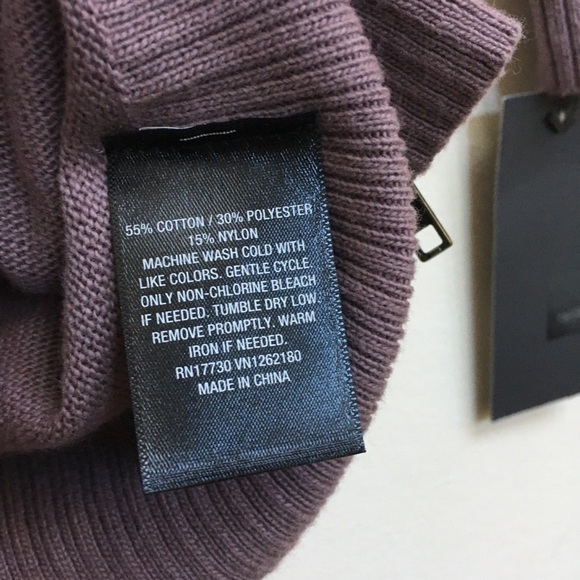 55% COTTON / 30% POLYESTER
15% NYLON
MACHINE WASH COLD WITH
LIKE COLORS. GENTLE CYCLE.
ONLY NON-CHLORINE BLEACH
IF NEEDED. TUMBLE DRY LOW
REMOVE PROMPTLY. WARM
IRON IF NEEDED.
RN17730 VN1262180
MADE IN CHINA